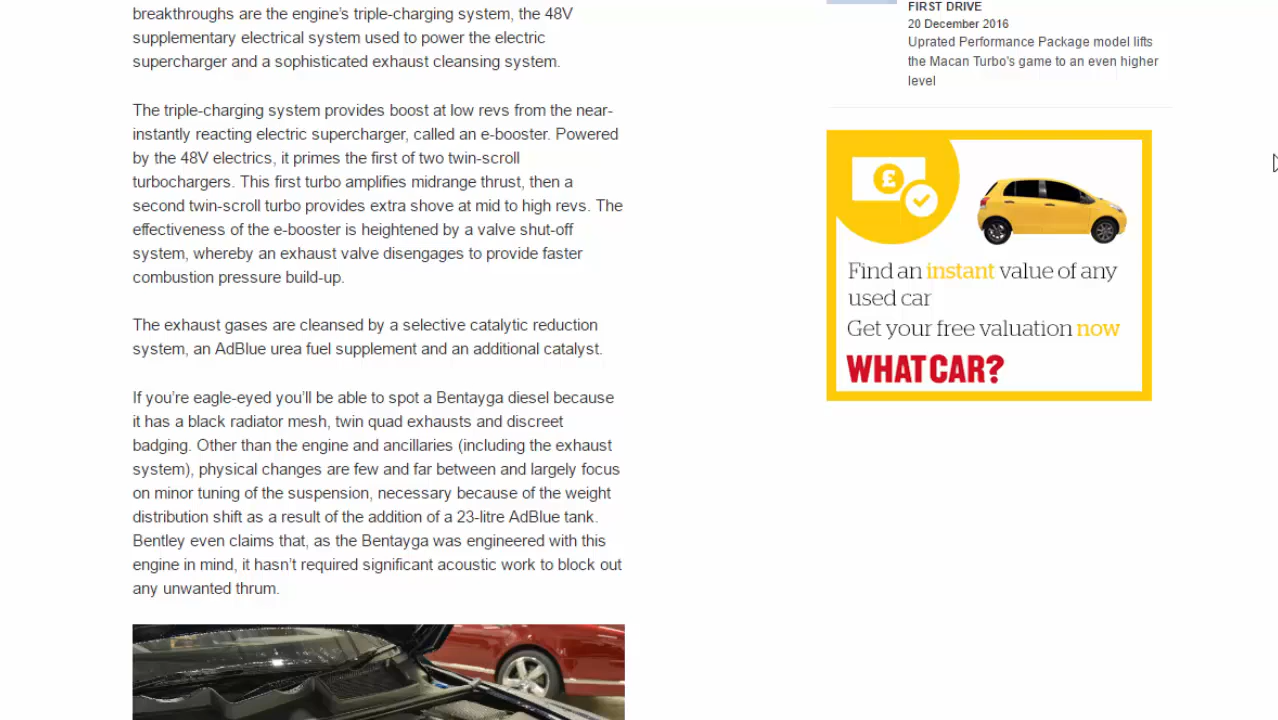 breakthroughs are the engine’s triple-charging system, the 48V
supplementary electrical system used to power the electric
supercharger and a sophisticated exhaust cleansing system.
The triple-charging system provides boost at low revs from the near-
instantly reacting electric supercharger, called an e-booster. Powered
by the 48V electrics, it primes the first of two twin-scroll
turbochargers. This first turbo amplifies midrange thrust, then a
second twin-scroll turbo provides extra shove at mid to high revs. The
effectiveness of the e-booster is heightened by a valve shut-off
system, whereby an exhaust valve disengages to provide faster
combustion pressure build-up.
The exhaust gases are cleansed by a selective catalytic reduction
system, an AdBlue urea fuel supplement and an additional catalyst.
If you’re eagle-eyed you’ll be able to spot a Bentayga diesel because
it has a black radiator mesh, twin quad exhausts and discreet
badging. Other than the engine and ancillaries (including the exhaust
system), physical changes are few and far between and largely focus
on minor tuning of the suspension, necessary because of the weight
distribution shift as a result of the addition of a 23-litre AdBlue tank.
Bentley even claims that, as the Bentayga was engineered with this
engine in mind, it hasn’t required significant acoustic work to block out
any unwanted thrum.
FIRST DRIVE
20 December 2016
Uprated Performance Package model lifts
the Macan Turbo's game to an even higher
level
£
Find an instant value of any
used car
Get your free valuation now
WHAT CAR?